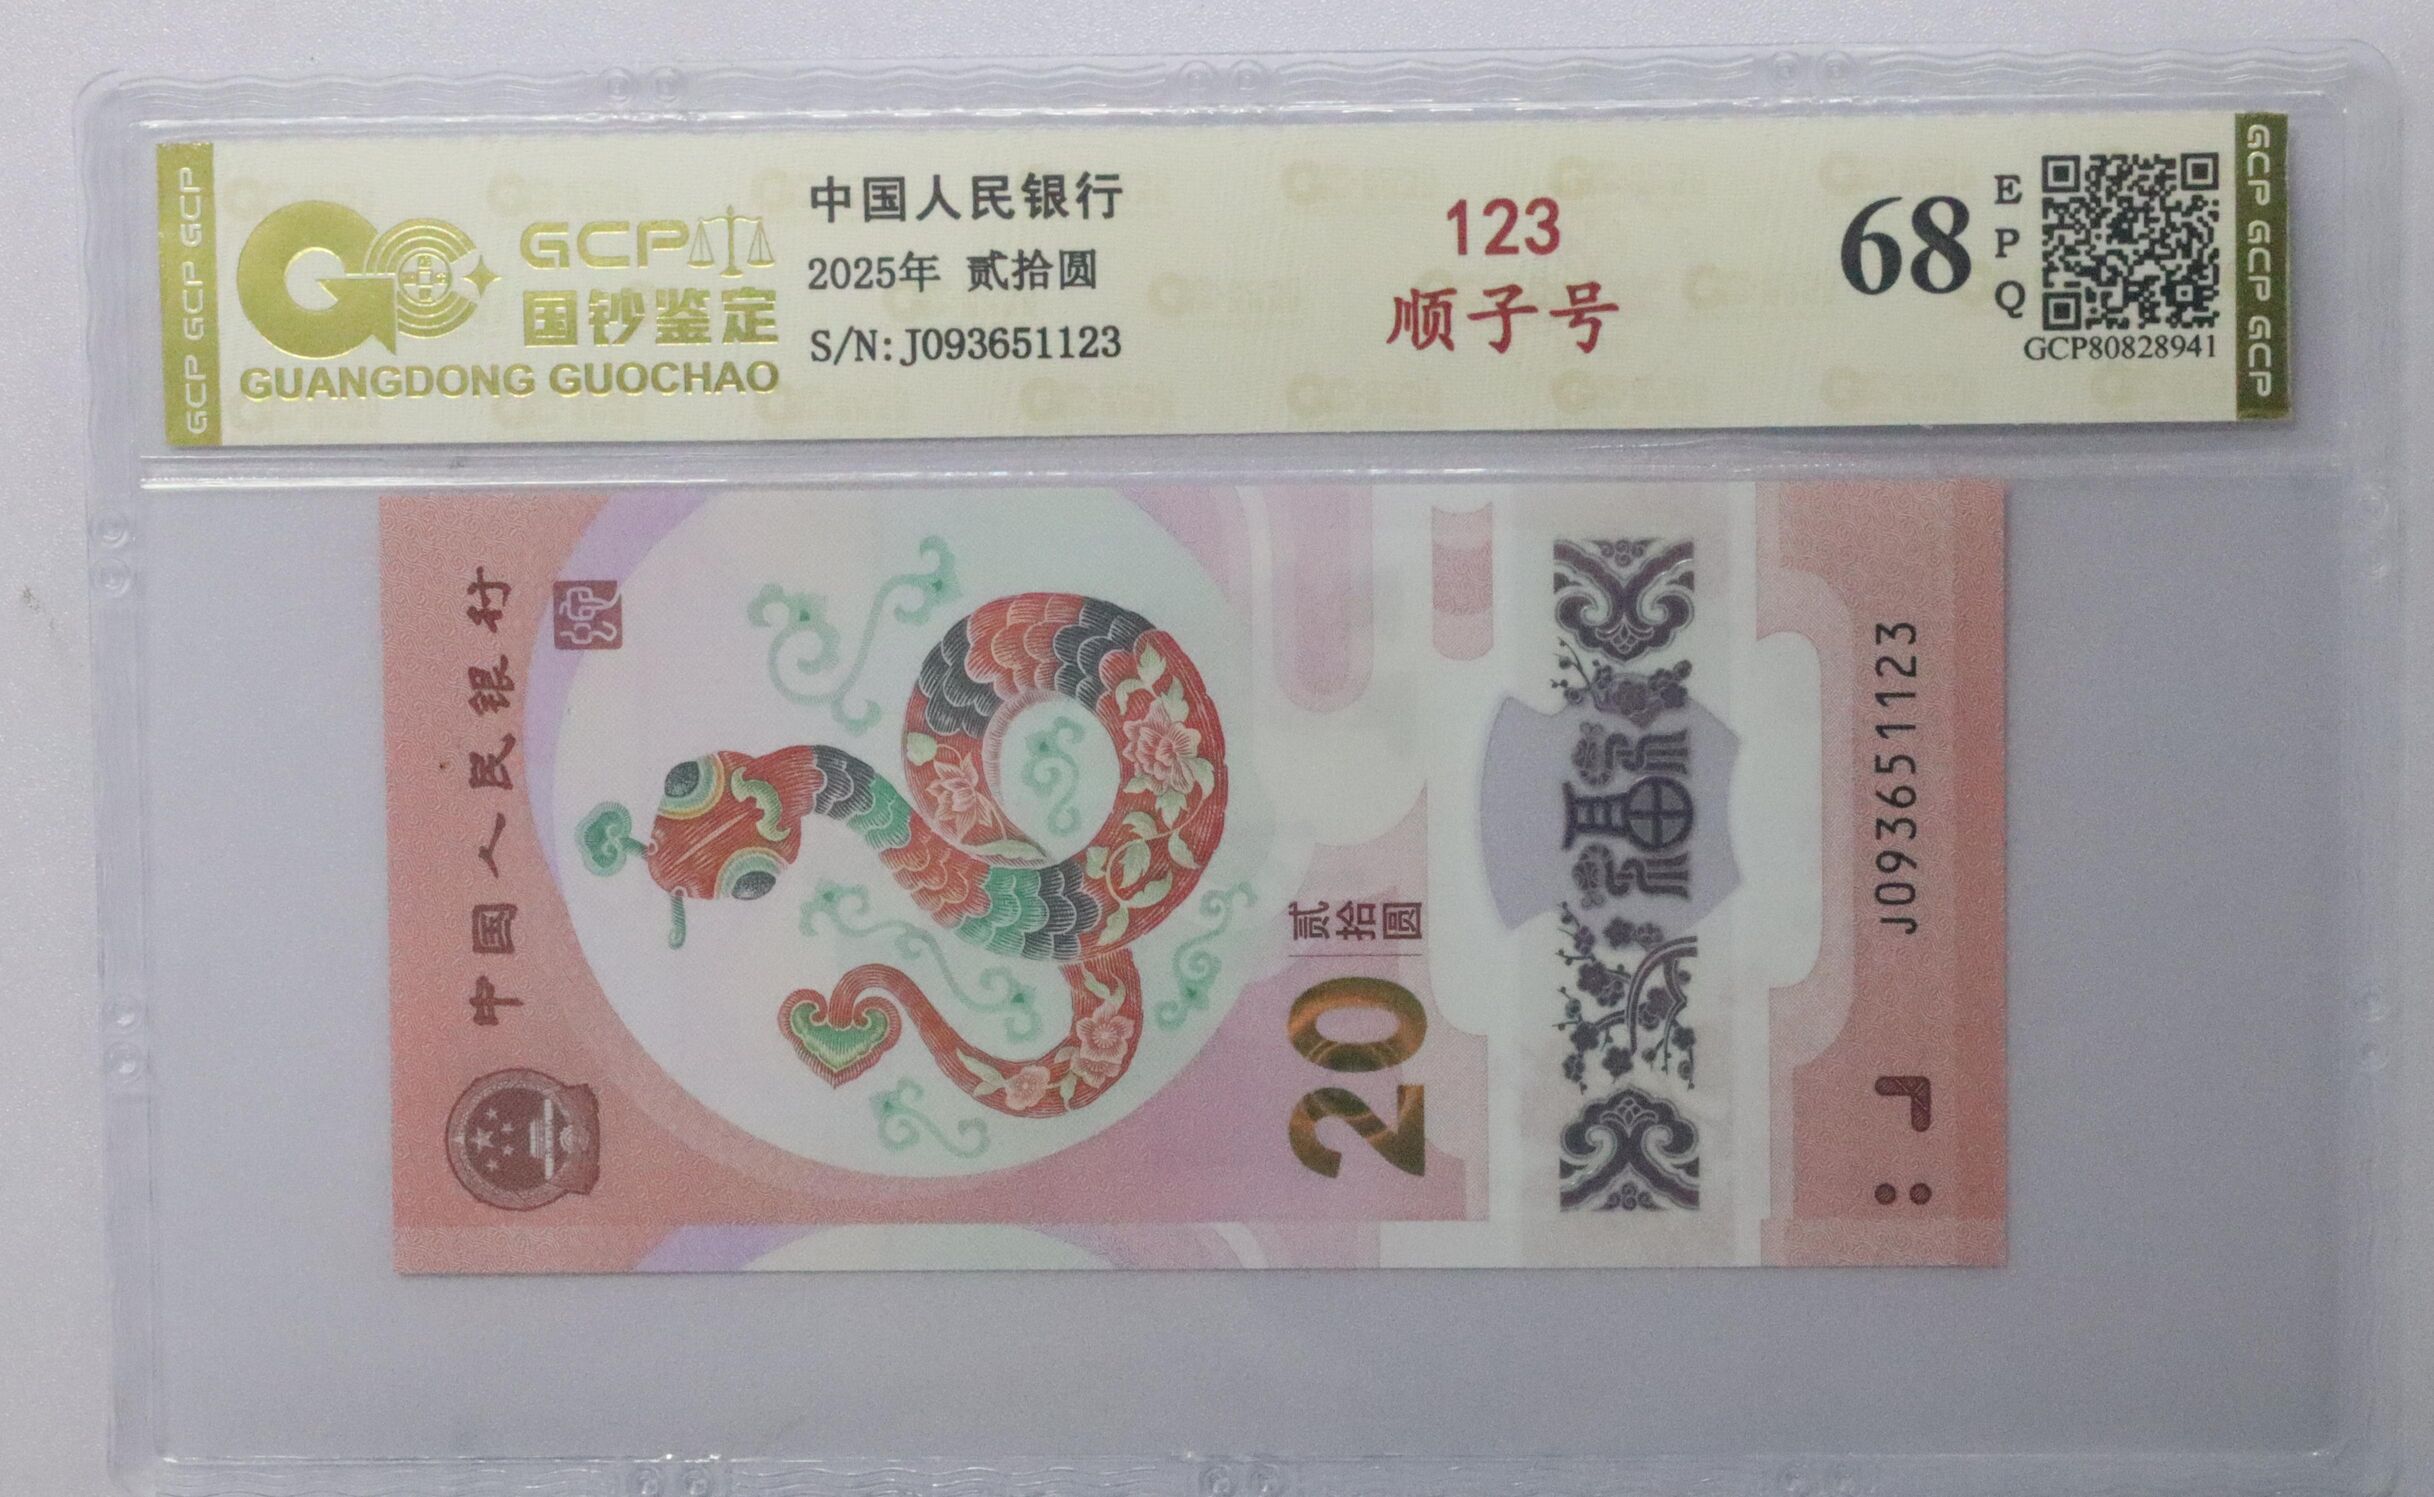 GCP GCP GCP
GCP
国钞鉴定
GUANGDONG GUOCHAO
中国人民银行
2025年 贰拾圆
S/N:J093651123
123
顺子号
68
EPQ
GCP80828941
GCP GCP GCP
中国人民银行
贰拾圆
20
福
J093651123